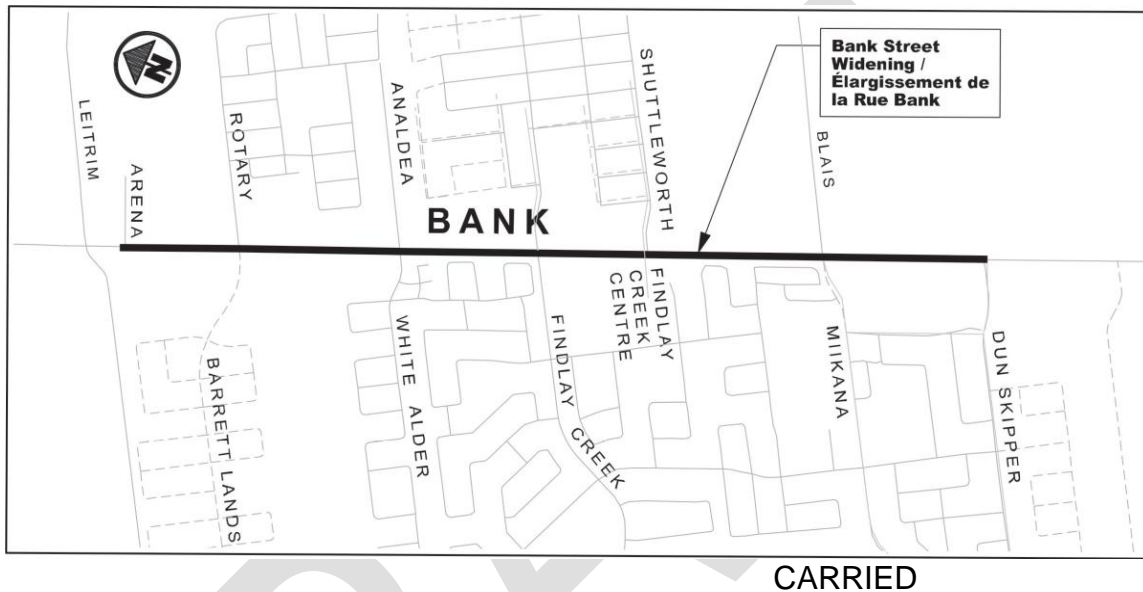 Bank Street
Widening /
Élargissement de
la Rue Bank
N
LEITRIM
ARENA
ROTARY
ANALDEA
SHUTTLEWORTH
BLAIS
BANK
BARRETT LANDS
WHITE ALDER
FINDLAY CREEK
FINDLAY
CREEK
CENTRE
MIIKANA
DUN SKIPPER
CARRIED